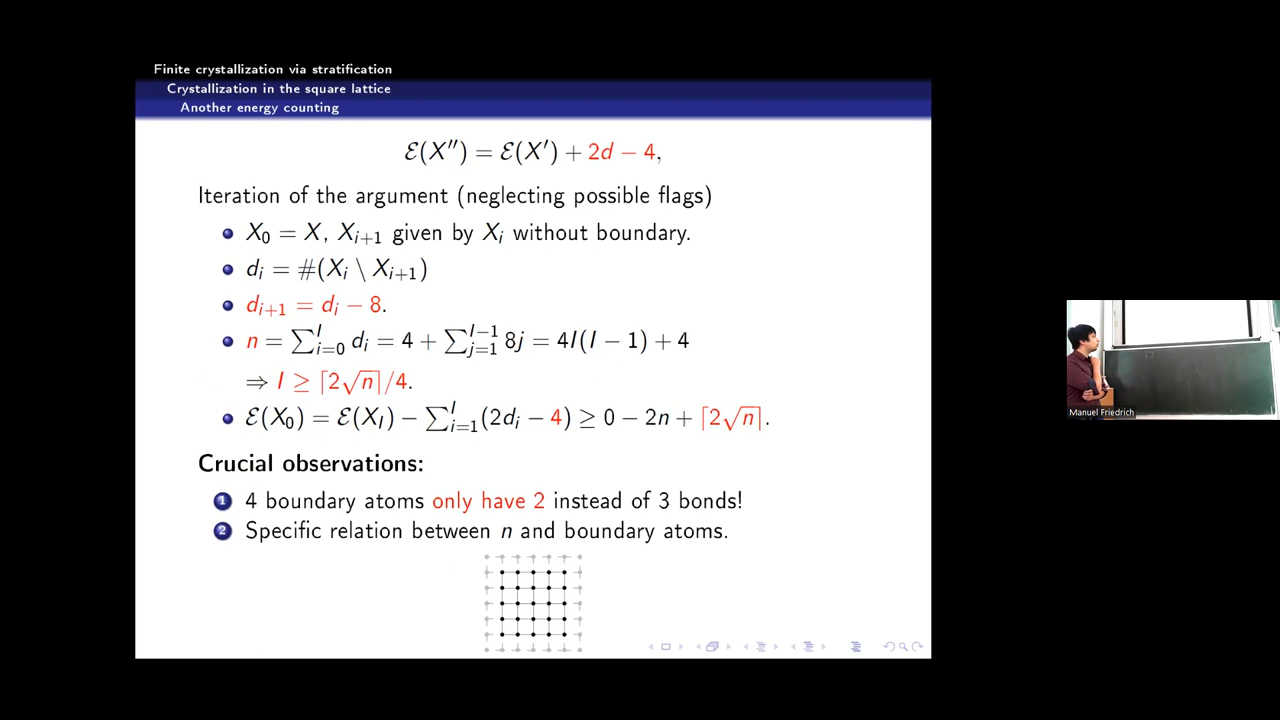 Finite crystallization via stratification
Crystallization in the square lattice
Another energy counting
ℰ(X″) = ℰ(X′) + 2d − 4,
Iteration of the argument (neglecting possible flags)
X₀ = X, Xᵢ₊₁ given by Xᵢ without boundary.
dᵢ = #(Xᵢ \ Xᵢ₊₁)
dᵢ₊₁ = dᵢ − 8.
n = ∑ᵢ₌₀ˡ dᵢ = 4 + ∑ⱼ₌₁ˡ⁻¹ 8j = 4l(l − 1) + 4
⇒ l ≥ ⌈2√n⌉/4.
ℰ(X₀) = ℰ(Xₗ) − ∑ᵢ₌₁ˡ (2dᵢ − 4) ≥ 0 − 2n + ⌈2√n⌉.
Crucial observations:
1 4 boundary atoms only have 2 instead of 3 bonds!
2 Specific relation between n and boundary atoms.
Manuel Friedrich